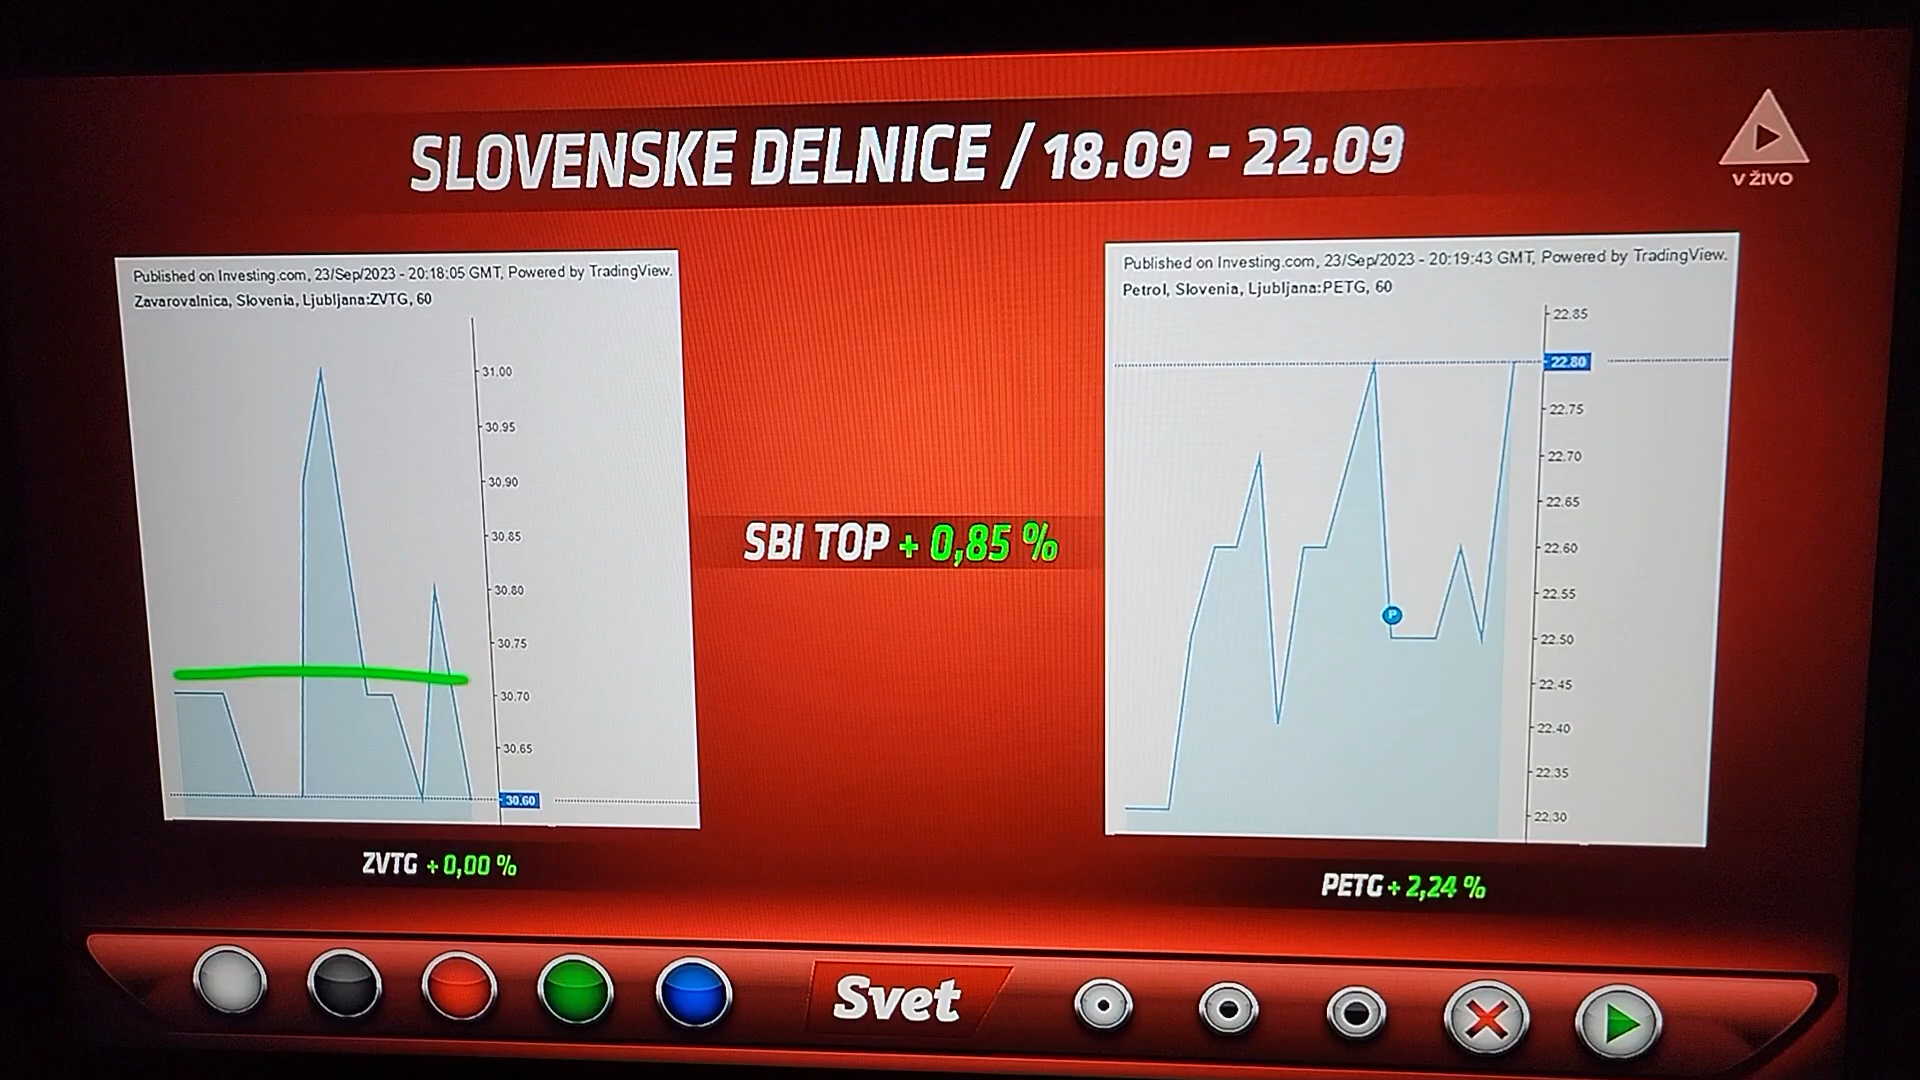 SLOVENSKE DELNICE / 18.09 - 22.09
V ŽIVO
Published on Investing.com, 23/Sep/2023 - 20:18:05 GMT, Powered by TradingView.
Zavarovalnica, Slovenia, Ljubljana:ZVTG, 60
31.00
30.95
30.90
30.85
30.80
30.75
30.70
30.65
30.60
ZVTG + 0,00 %
SBI TOP + 0,85 %
Published on Investing.com, 23/Sep/2023 - 20:19:43 GMT, Powered by TradingView.
Petrol, Slovenia, Ljubljana:PETG, 60
22.85
22.80
22.75
22.70
22.65
22.60
22.55
22.50
22.45
22.40
22.35
22.30
P
PETG + 2,24 %
Svet